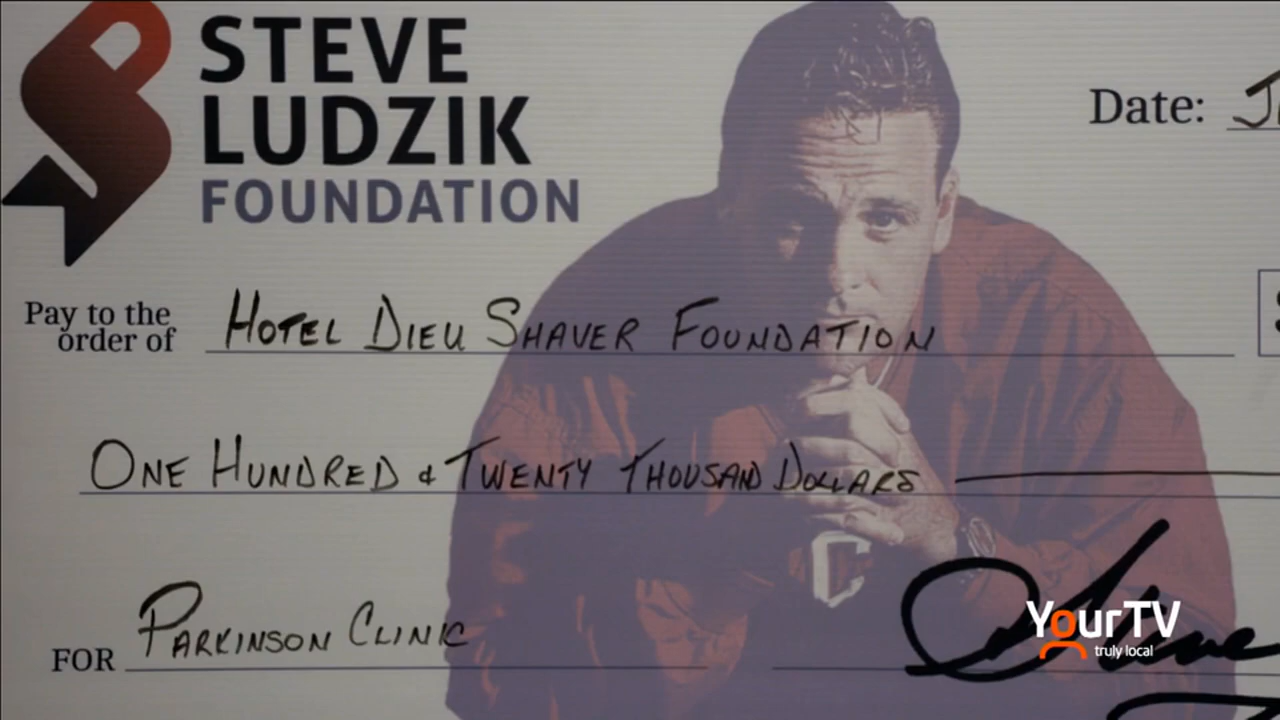 STEVE
LUDZIK
FOUNDATION
Date:
Pay to the
order of
HOTEL DIEU SHAVER FOUNDATION
ONE HUNDRED & TWENTY THOUSAND DOLLARS
C
FOR PARKINSON CLINIC
Steve
YourTV
truly local